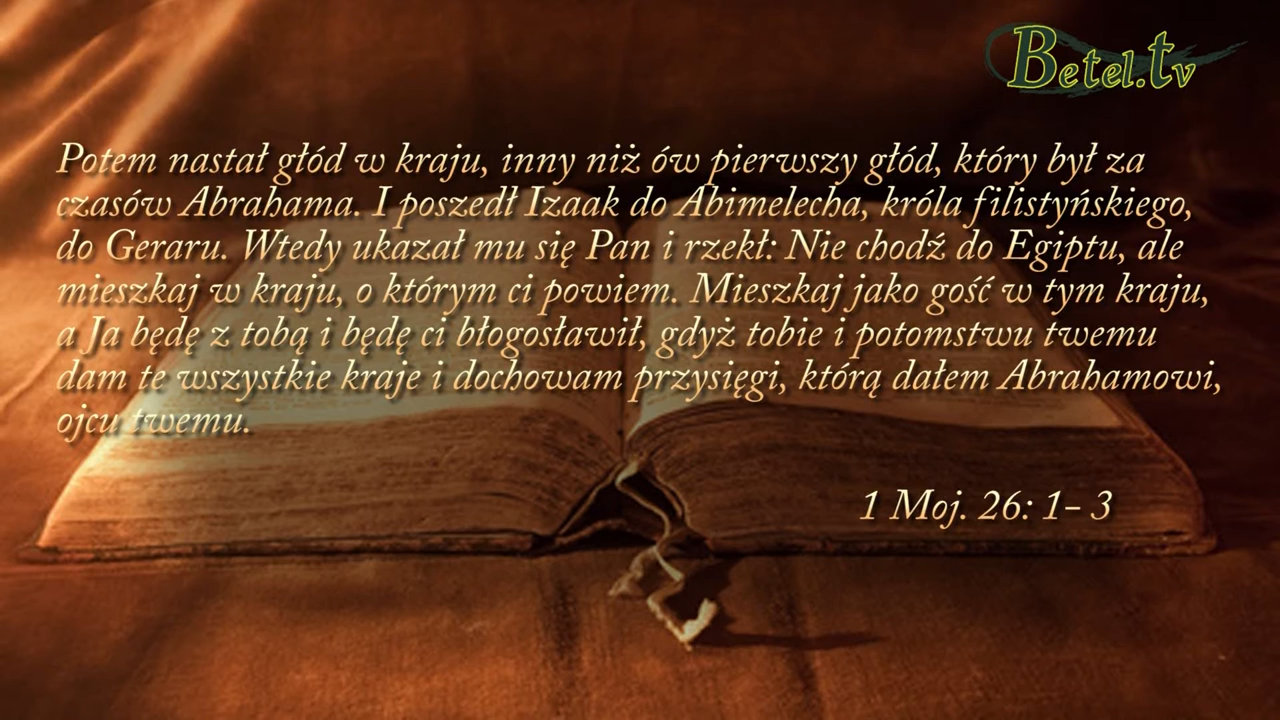 Betel.tv
Potem nastał głód w kraju, inny niż ów pierwszy głód, który był za
czasów Abrahama. I poszedł Izaak do Abimelecha, króla filistyńskiego,
do Geraru. Wtedy ukazał mu się Pan i rzekł: Nie chodź do Egiptu, ale
mieszkaj w kraju, o którym ci powiem. Mieszkaj jako gość w tym kraju,
a Ja będę z tobą i będę ci błogosławił, gdyż tobie i potomstwu twemu
dam te wszystkie kraje i dochowam przysięgi, którą dałem Abrahamowi,
ojcu twemu.
1 Moj. 26: 1- 3